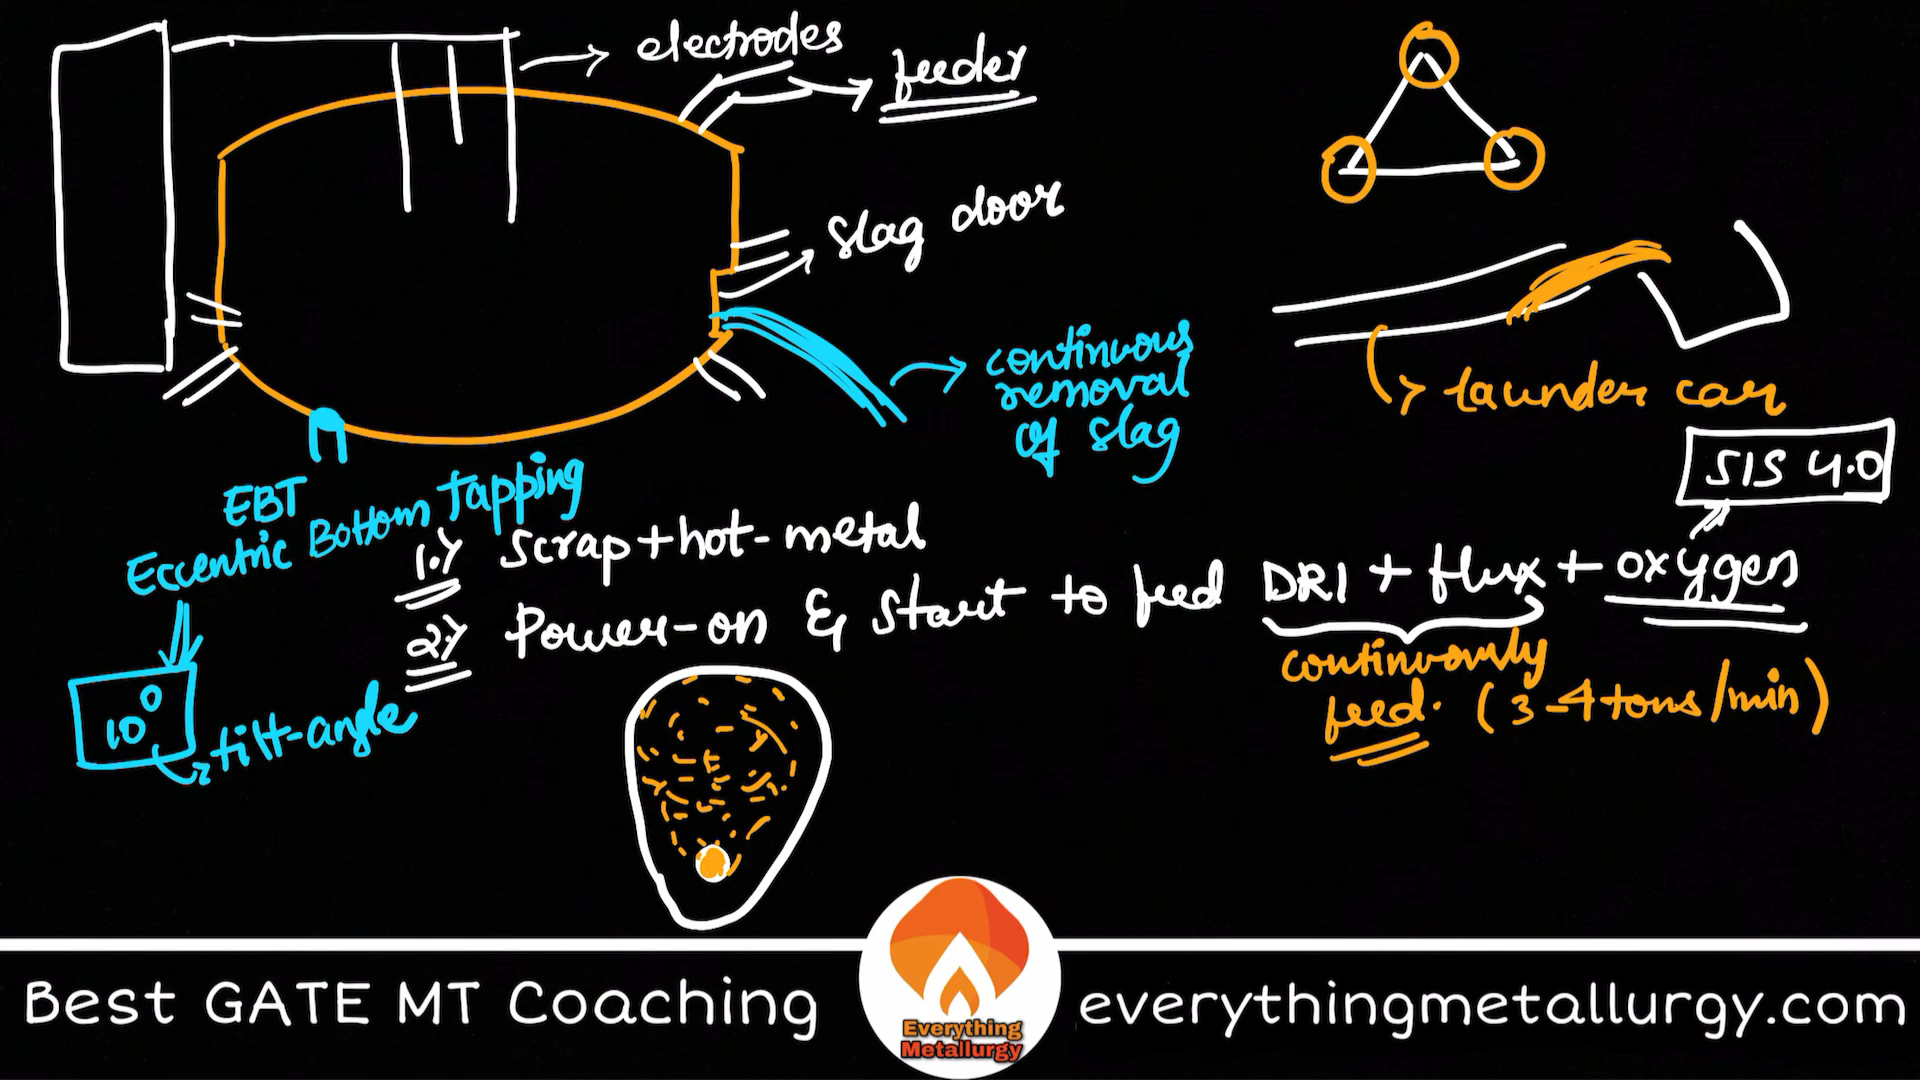 electrodes
feeder
slag door
continuous
removal
of slag
launder car
SIS 4.0
EBT
Eccentric Bottom Tapping
1.> scrap+hot-metal
2.> Power-on & start to feed DRI + flux + oxygen
continuously
feed. (3-4 tons/min)
10°
tilt-angle
Best GATE MT Coaching
Everything
Metallurgy
everythingmetallurgy.com